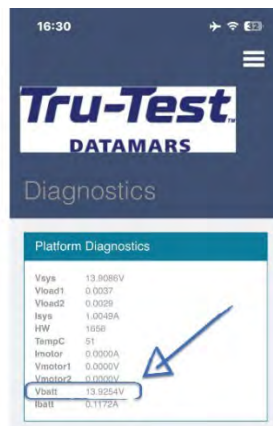 16:30
32
Tru-Test
DATAMARS
Diagnostics
Platform Diagnostics
Vsys 13.9086V
Vload1 0.0037
Vload2 0.0029
Isys 1.0049A
HW 1658
TempC 51
Imotor 0.0000A
Vmotor1 0.0000V
Vmotor2 0.0000V
Vbatt 13.9254V
Ibatt 0.1172A